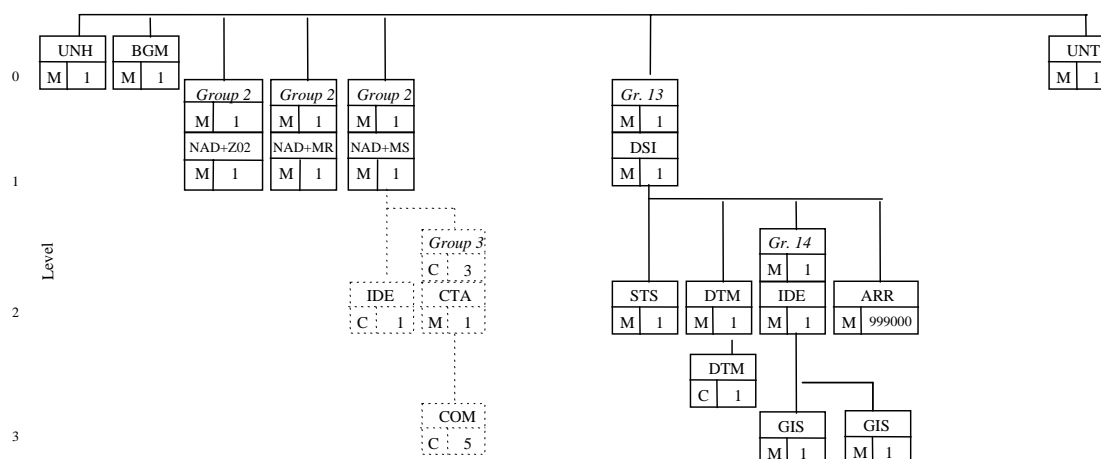 UNH BGM UNT
M 1 M 1 M 1
0
Group 2 Group 2 Group 2 Gr. 13
M 1 M 1 M 1 M 1
NAD+Z02 NAD+MR NAD+MS DSI
M 1 M 1 M 1 M 1
1
Level
Group 3 Gr. 14
C 3 M 1
IDE CTA STS DTM IDE ARR
C 1 M 1 M 1 M 1 M 1 M 999000
2
DTM
C 1
COM GIS GIS
C 5 M 1 M 1
3